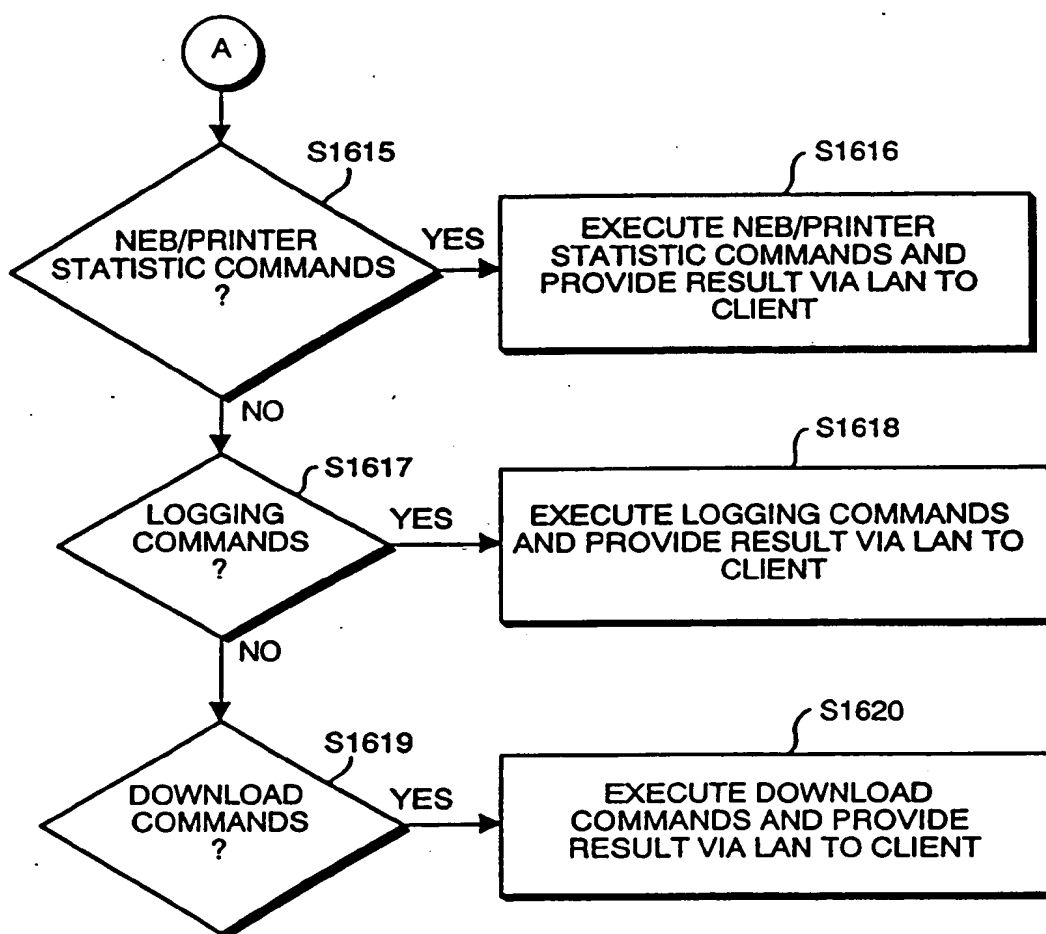 A
S1615
NEB/PRINTER
STATISTIC COMMANDS
?
YES
S1616
EXECUTE NEB/PRINTER
STATISTIC COMMANDS AND
PROVIDE RESULT VIA LAN TO
CLIENT
NO
S1617
LOGGING
COMMANDS
?
YES
S1618
EXECUTE LOGGING COMMANDS
AND PROVIDE RESULT VIA LAN TO
CLIENT
NO
S1619
DOWNLOAD
COMMANDS
?
YES
S1620
EXECUTE DOWNLOAD
COMMANDS AND PROVIDE
RESULT VIA LAN TO CLIENT